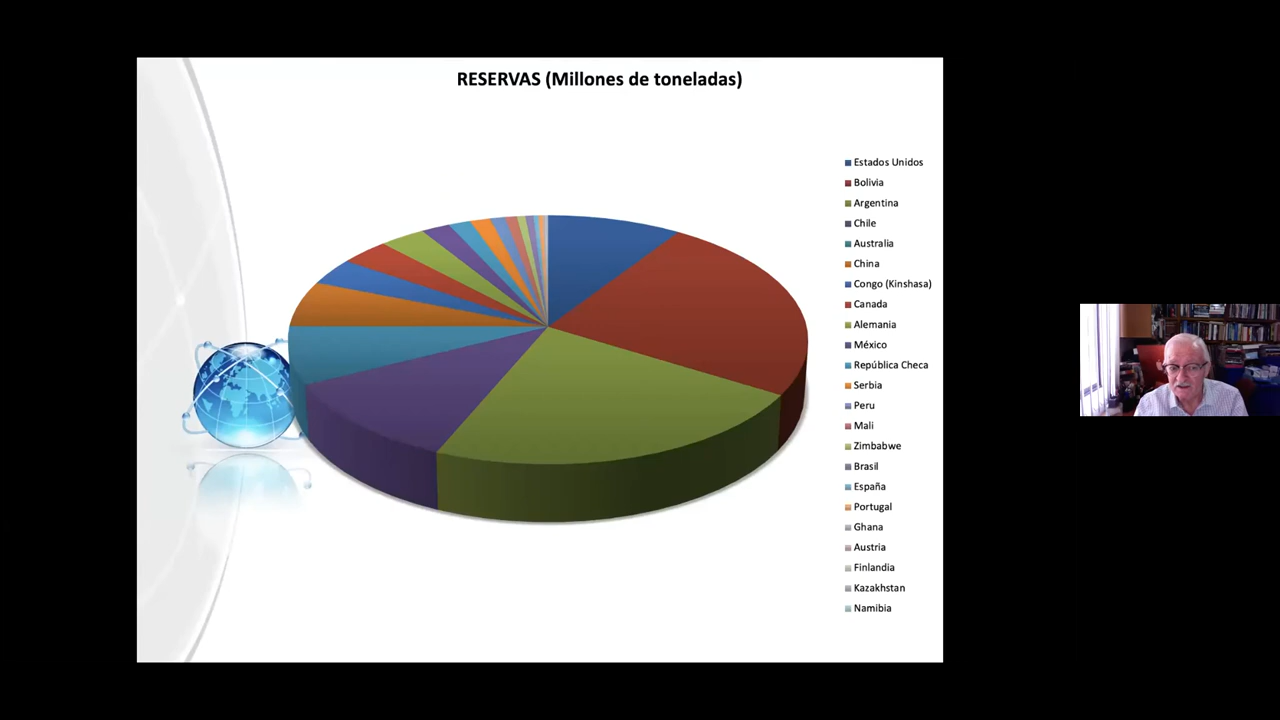 RESERVAS (Millones de toneladas)
Estados Unidos
Bolivia
Argentina
Chile
Australia
China
Congo (Kinshasa)
Canada
Alemania
México
República Checa
Serbia
Peru
Mali
Zimbabwe
Brasil
España
Portugal
Ghana
Austria
Finlandia
Kazakhstan
Namibia